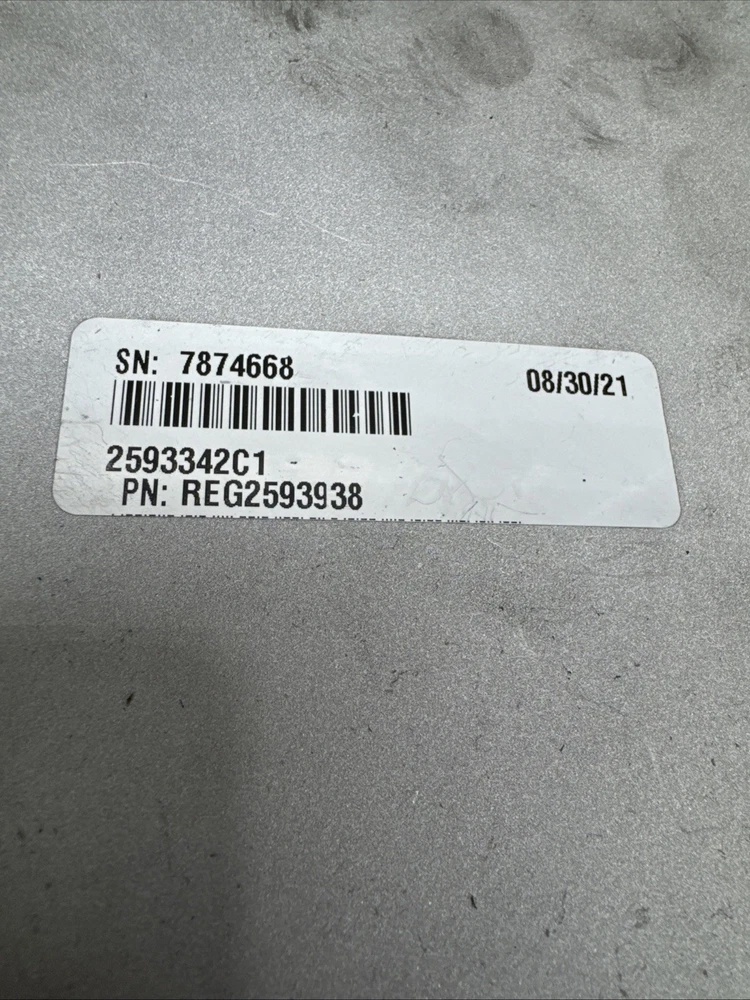 SN: 7874668
08/30/21
2593342C1 -
PN: REG2593938